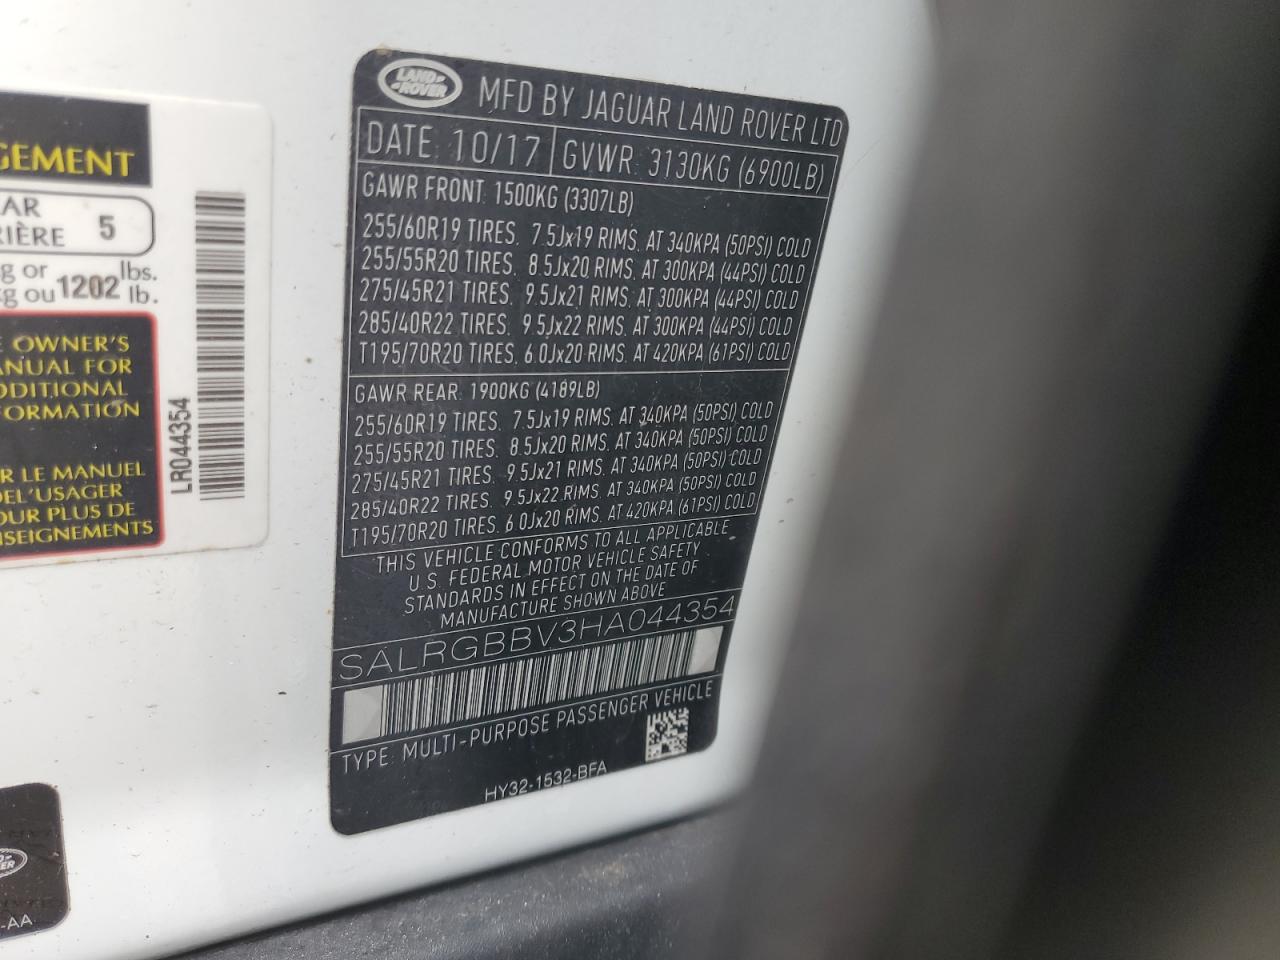 GEMENT
AR
RIÈRE 5
g or
kg ou 1202 lbs.
lb.
E OWNER'S
ANUAL FOR
DDITIONAL
FORMATION
R LE MANUEL
DEL'USAGER
OUR PLUS DE
NSEIGNEMENTS
LR044354
LAND-
-ROVER
MFD BY JAGUAR LAND ROVER LTD
DATE: 10/17 GVWR: 3130KG (6900LB)
GAWR FRONT 1500KG (3307LB)
255/60R19 TIRES, 7.5Jx19 RIMS, AT 340KPA (50PSI) COLD
255/55R20 TIRES, 8.5Jx20 RIMS, AT 300KPA (44PSI) COLD
275/45R21 TIRES, 9.5Jx21 RIMS, AT 300KPA (44PSI) COLD
285/40R22 TIRES, 9.5Jx22 RIMS, AT 300KPA (44PSI) COLD
T195/70R20 TIRES, 6.0Jx20 RIMS, AT 420KPA (61PSI) COLD
GAWR REAR: 1900KG (4189LB)
255/60R19 TIRES, 7.5Jx19 RIMS, AT 340KPA (50PSI) COLD
255/55R20 TIRES, 8.5Jx20 RIMS, AT 340KPA (50PSI) COLD
275/45R21 TIRES, 9.5Jx21 RIMS, AT 340KPA (50PSI) COLD
285/40R22 TIRES, 9.5Jx22 RIMS, AT 340KPA (50PSI) COLD
T195/70R20 TIRES, 6.0Jx20 RIMS, AT 420KPA (61PSI) COLD
THIS VEHICLE CONFORMS TO ALL APPLICABLE
U.S. FEDERAL MOTOR VEHICLE SAFETY
STANDARDS IN EFFECT ON THE DATE OF
MANUFACTURE SHOWN ABOVE
SALRGBBV3HA044354
TYPE: MULTI-PURPOSE PASSENGER VEHICLE
HY32-1532-BFA
-AA